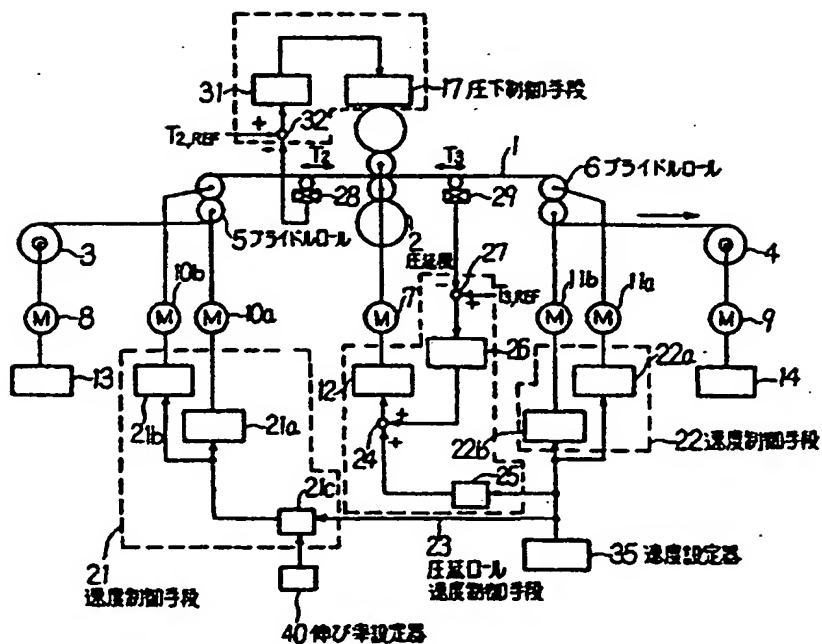 31
17 圧下制御手段
+
32
T2,REF
-
T2
T3
1
6 ブライドルロール
28
29
5 ブライドルロール
2
圧延機
3
4
10b
10a
-
27
+
T3,REF
11b
11a
M
M
M
M
M
M
M
8
7
9
13
12
26
22a
14
21b
21a
+
24
+
22b
22 速度制御手段
25
21c
23
圧延ロール
速度制御手段
35 速度設定器
21
速度制御手段
40 伸び率設定器